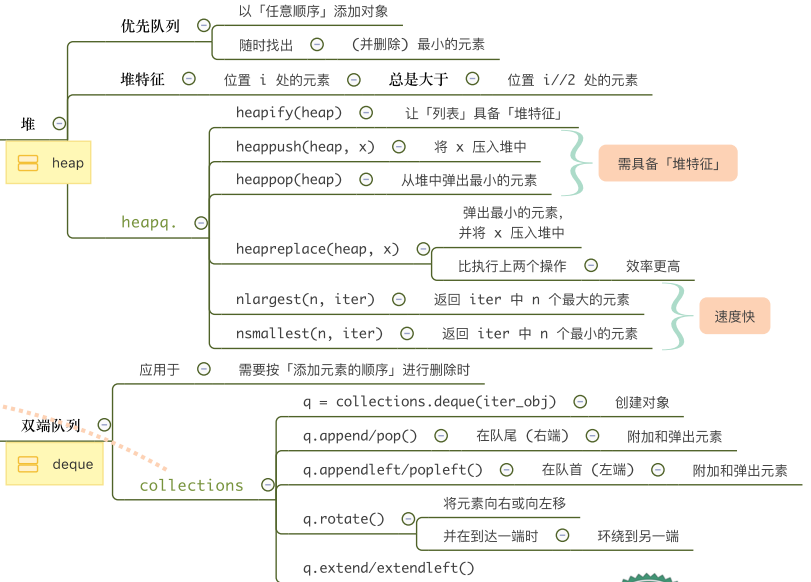 以「任意顺序」添加对象
优先队列
随时找出 (并删除) 最小的元素
堆特征 位置 i 处的元素 总是大于 位置 i//2 处的元素
堆
heap
heapify(heap) 让「列表」具备「堆特征」
heappush(heap, x) 将 x 压入堆中
需具备「堆特征」
heappop(heap) 从堆中弹出最小的元素
heapq.
弹出最小的元素,
并将 x 压入堆中
heapreplace(heap, x)
比执行上两个操作 效率更高
nlargest(n, iter) 返回 iter 中 n 个最大的元素
速度快
nsmallest(n, iter) 返回 iter 中 n 个最小的元素
应用于 需要按「添加元素的顺序」进行删除时
双端队列
deque
q = collections.deque(iter_obj) 创建对象
q.append/pop() 在队尾 (右端) 附加和弹出元素
q.appendleft/popleft() 在队首 (左端) 附加和弹出元素
collections
将元素向右或向左移
q.rotate()
并在到达一端时 环绕到另一端
q.extend/extendleft()